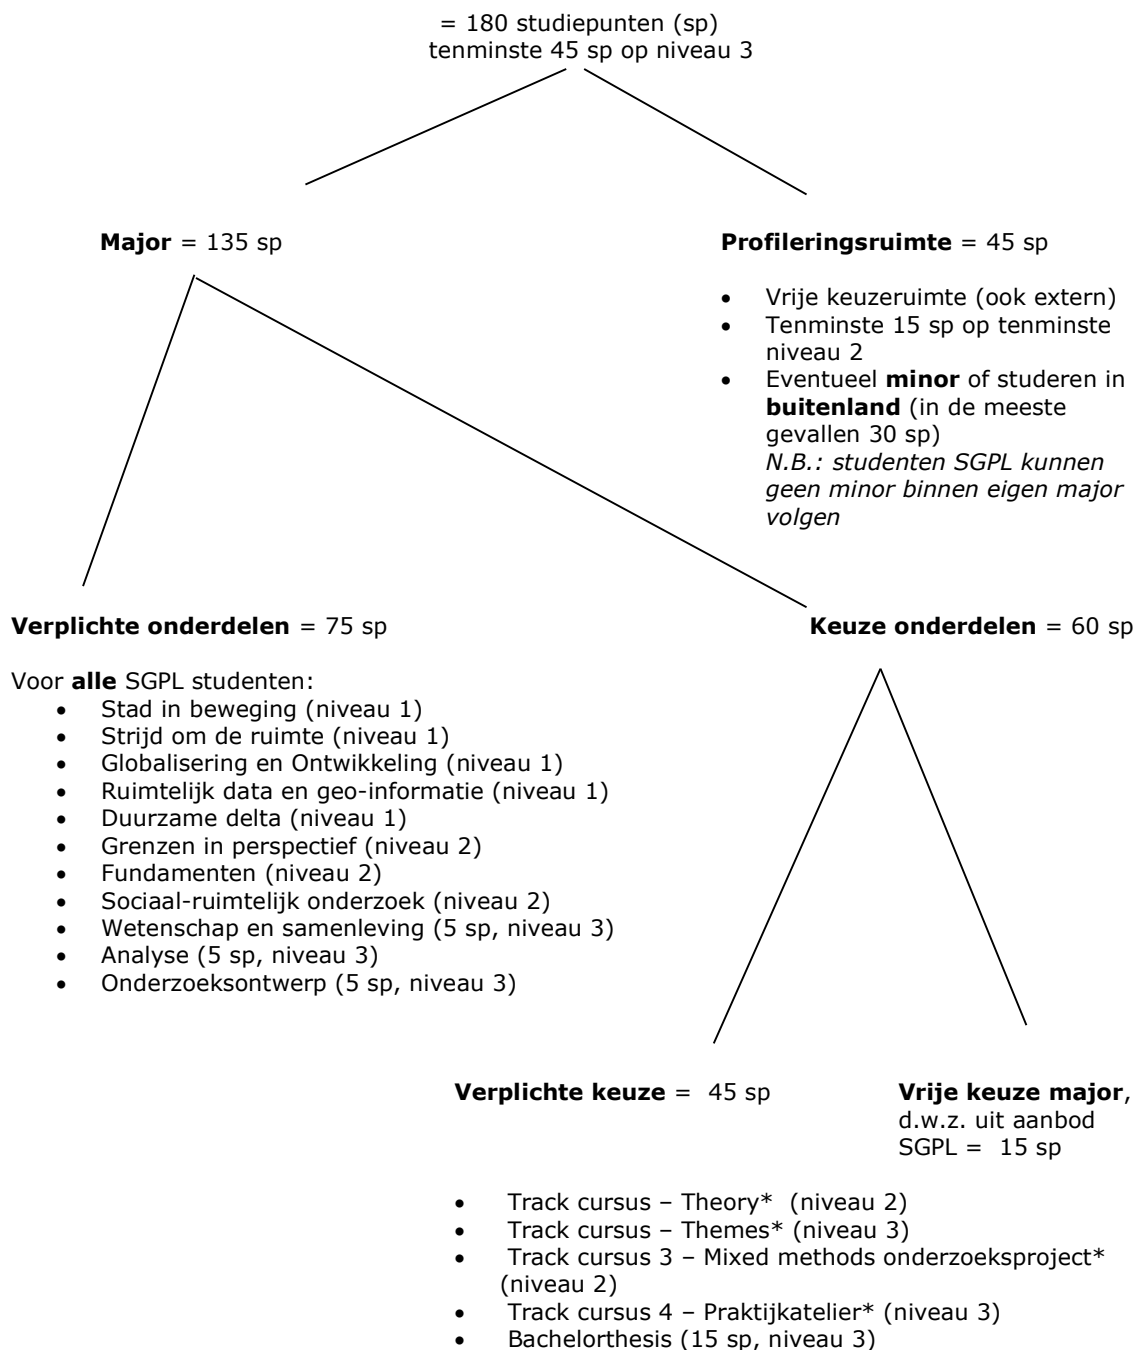 = 180 studiepunten (sp)
tenminste 45 sp op niveau 3
Major = 135 sp
Profileringsruimte = 45 sp
• Vrije keuzeruimte (ook extern)
• Tenminste 15 sp op tenminste
niveau 2
• Eventueel minor of studeren in
buitenland (in de meeste
gevallen 30 sp)
N.B.: studenten SGPL kunnen
geen minor binnen eigen major
volgen
Verplichte onderdelen = 75 sp
Voor alle SGPL studenten:
• Stad in beweging (niveau 1)
• Strijd om de ruimte (niveau 1)
• Globalisering en Ontwikkeling (niveau 1)
• Ruimtelijk data en geo-informatie (niveau 1)
• Duurzame delta (niveau 1)
• Grenzen in perspectief (niveau 2)
• Fundamenten (niveau 2)
• Sociaal-ruimtelijk onderzoek (niveau 2)
• Wetenschap en samenleving (5 sp, niveau 3)
• Analyse (5 sp, niveau 3)
• Onderzoeksontwerp (5 sp, niveau 3)
Keuze onderdelen = 60 sp
Verplichte keuze = 45 sp
• Track cursus – Theory* (niveau 2)
• Track cursus – Themes* (niveau 3)
• Track cursus 3 – Mixed methods onderzoeksproject*
(niveau 2)
• Track cursus 4 – Praktijkatelier* (niveau 3)
• Bachelorthesis (15 sp, niveau 3)
Vrije keuze major,
d.w.z. uit aanbod
SGPL = 15 sp